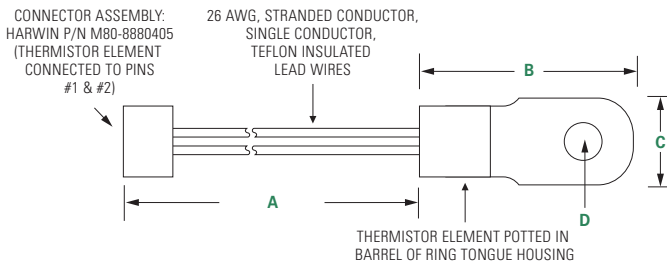 CONNECTOR ASSEMBLY:
HARWIN P/N M80-8880405
(THERMISTOR ELEMENT
CONNECTED TO PINS
#1 & #2)
26 AWG, STRANDED CONDUCTOR,
SINGLE CONDUCTOR,
TEFLON INSULATED
LEAD WIRES
B
C
A
D
THERMISTOR ELEMENT POTTED IN
BARREL OF RING TONGUE HOUSING